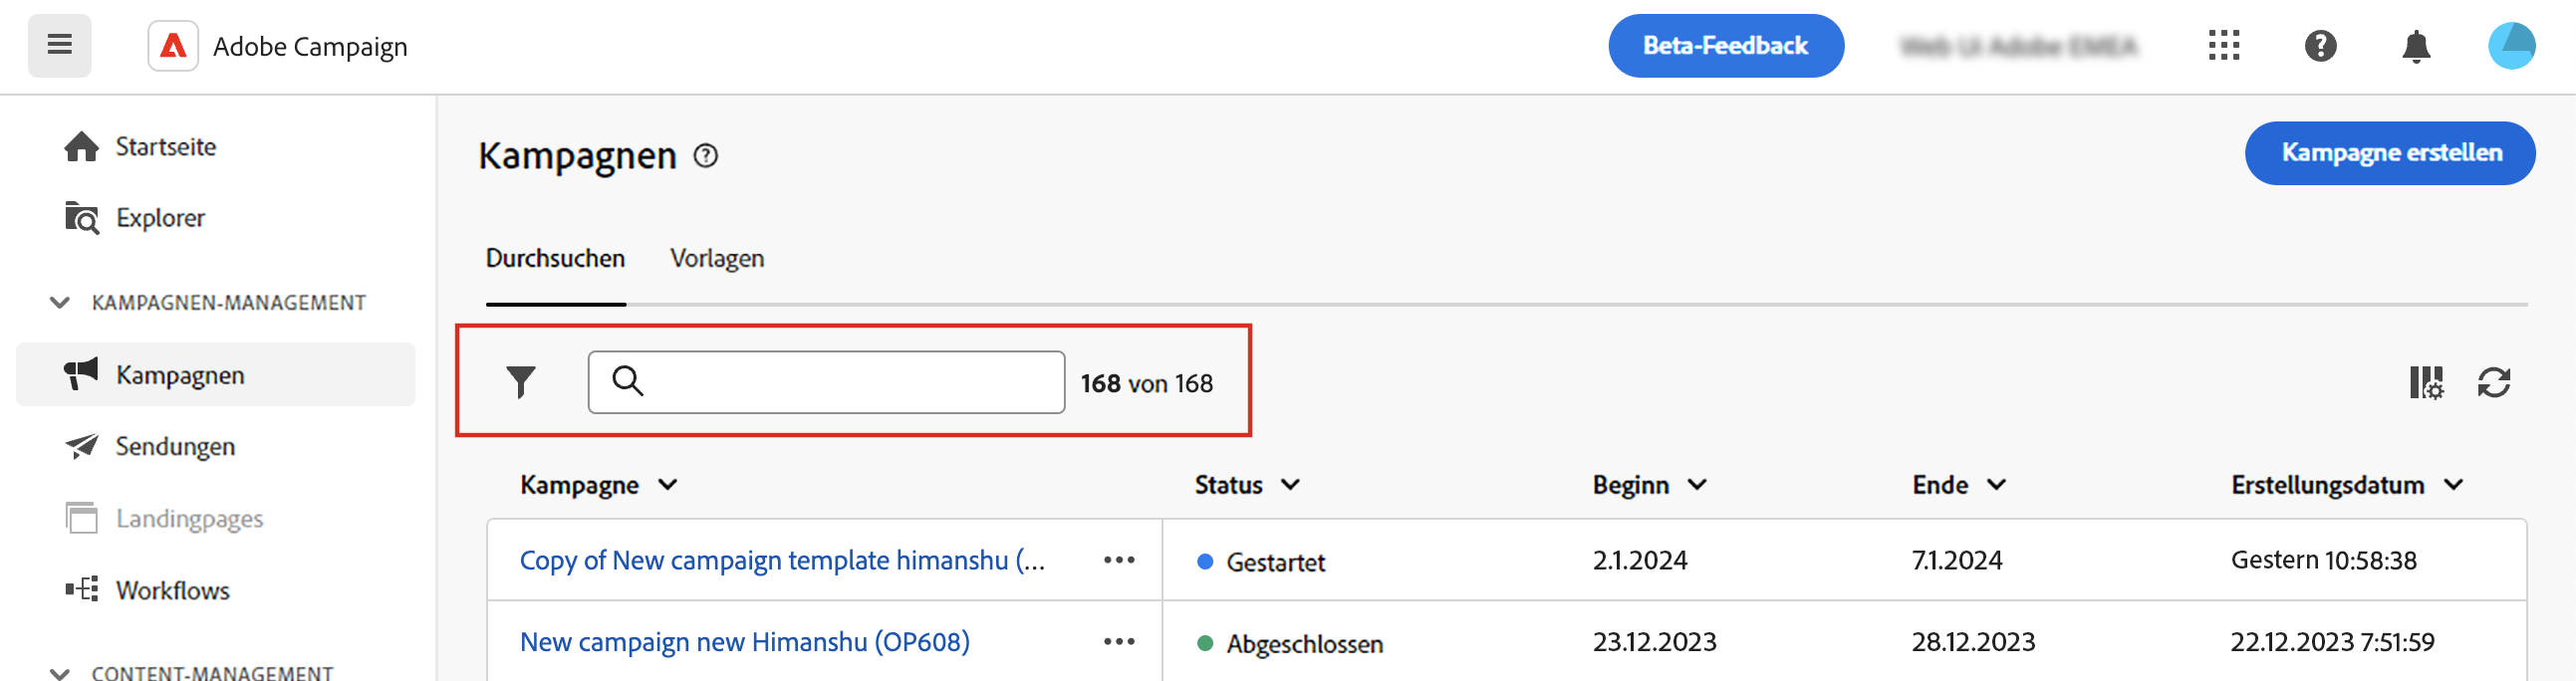 Adobe Campaign
Beta-Feedback
Startseite
Explorer
KAMPAGNEN-MANAGEMENT
Kampagnen
Sendungen
Landingpages
Workflows
CONTENT-MANAGEMENT
Kampagnen
Kampagne erstellen
Durchsuchen Vorlagen
168 von 168
Kampagne Status Beginn Ende Erstellungsdatum
Copy of New campaign template himanshu (... Gestartet 2.1.2024 7.1.2024 Gestern 10:58:38
New campaign new Himanshu (OP608) Abgeschlossen 23.12.2023 28.12.2023 22.12.2023 7:51:59